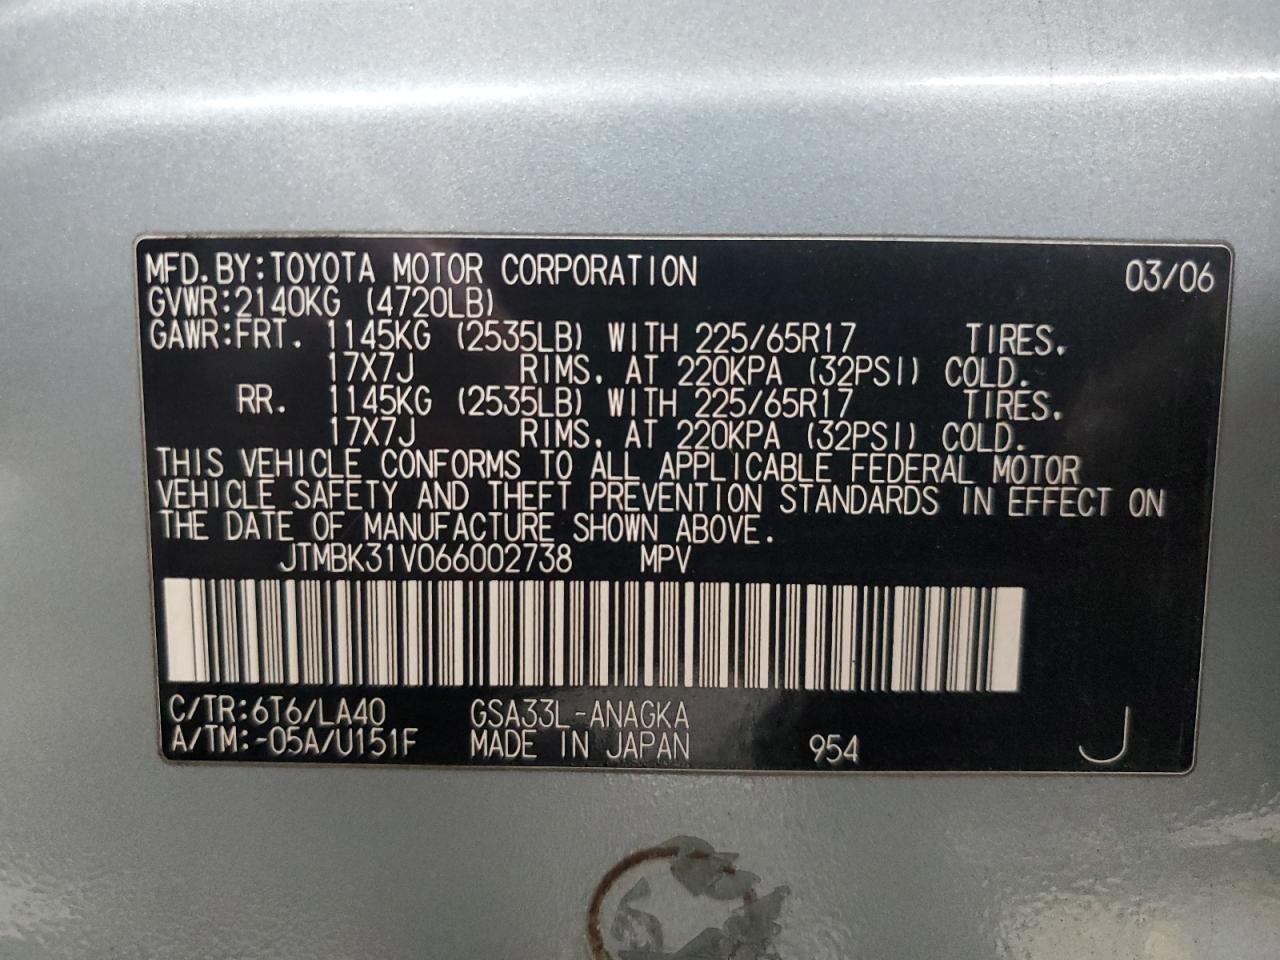 MFD.BY:TOYOTA MOTOR CORPORATION 03/06
GVWR:2140KG (4720LB)
GAWR:FRT. 1145KG (2535LB) WITH 225/65R17 TIRES.
17X7J RIMS. AT 220KPA (32PSI) COLD.
RR. 1145KG (2535LB) WITH 225/65R17 TIRES.
17X7J RIMS. AT 220KPA (32PSI) COLD.
THIS VEHICLE CONFORMS TO ALL APPLICABLE FEDERAL MOTOR
VEHICLE SAFETY AND THEFT PREVENTION STANDARDS IN EFFECT ON
THE DATE OF MANUFACTURE SHOWN ABOVE.
JTMBK31V066002738 MPV
C/TR:6T6/LA40 GSA33L-ANAGKA
A/TM:-05A/U151F MADE IN JAPAN 954 J